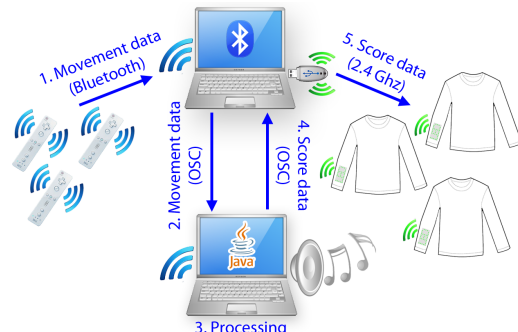 1. Movement data
(Bluetooth)
5. Score data
(2.4 Ghz)
2. Movement data
(OSC)
4. Score data
(OSC)
Java
3. Processing